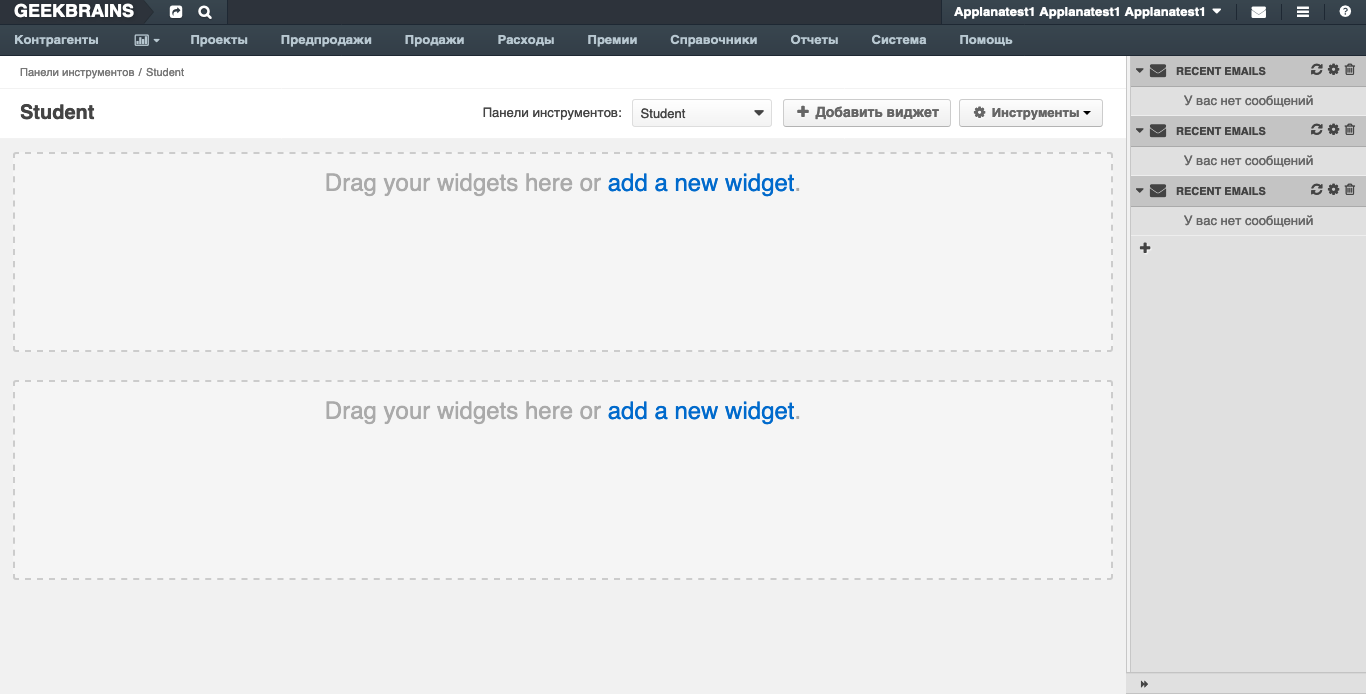 GEEKBRAINS
Applanatest1 Applanatest1 Applanatest1
Контрагенты Проекты Предпродажи Продажи Расходы Премии Справочники Отчеты Система Помощь
Панели инструментов / Student
Student
Панели инструментов: Student Добавить виджет Инструменты
Drag your widgets here or add a new widget.
Drag your widgets here or add a new widget.
RECENT EMAILS
У вас нет сообщений
RECENT EMAILS
У вас нет сообщений
RECENT EMAILS
У вас нет сообщений